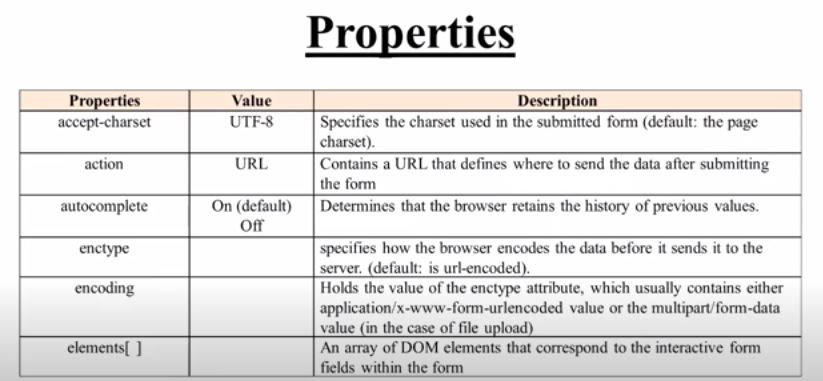 Properties
Properties Value Description
accept-charset UTF-8 Specifies the charset used in the submitted form (default: the page
charset).
action URL Contains a URL that defines where to send the data after submitting
the form
autocomplete On (default) Determines that the browser retains the history of previous values.
Off
enctype specifies how the browser encodes the data before it sends it to the
server. (default: is url-encoded).
encoding Holds the value of the enctype attribute, which usually contains either
application/x-www-form-urlencoded value or the multipart/form-data
value (in the case of file upload)
elements[ ] An array of DOM elements that correspond to the interactive form
fields within the form